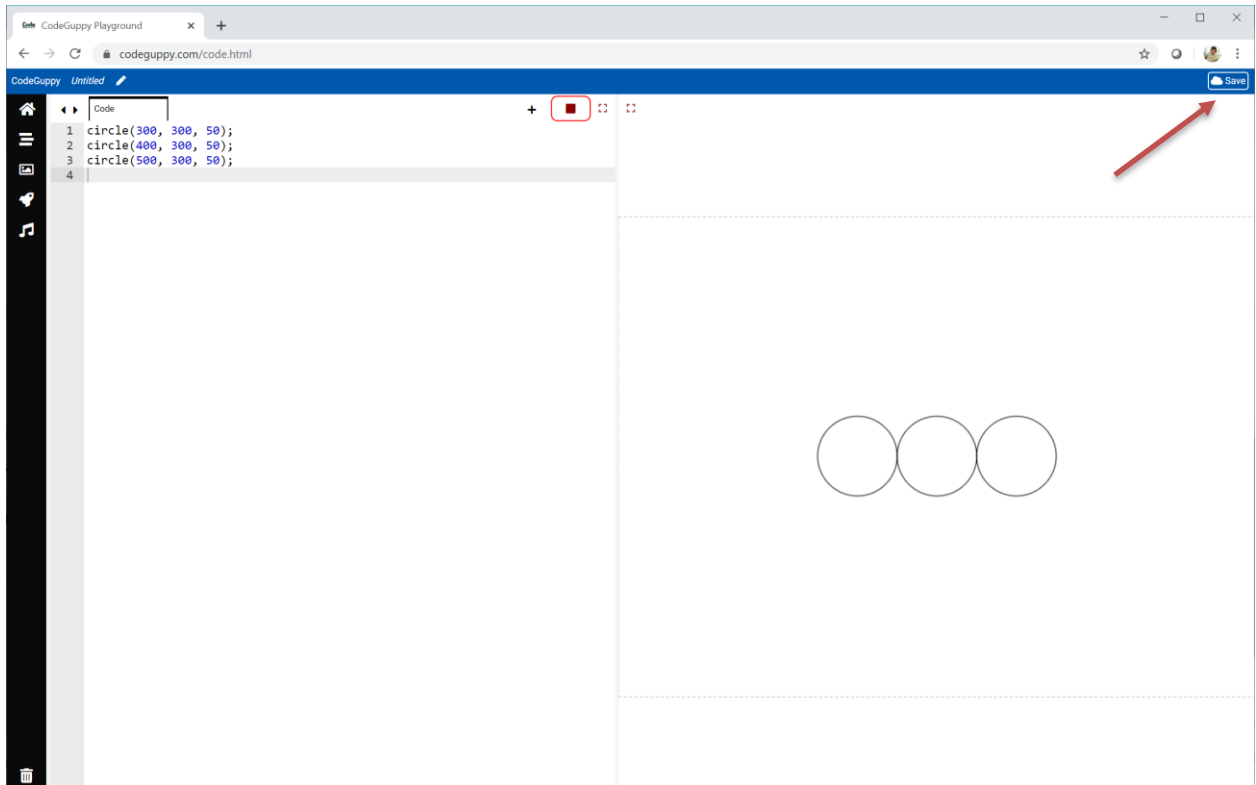 Code CodeGuppy Playground
codeguppy.com/code.html
CodeGuppy Untitled
Save
Code
1 circle(300, 300, 50);
2 circle(400, 300, 50);
3 circle(500, 300, 50);
4